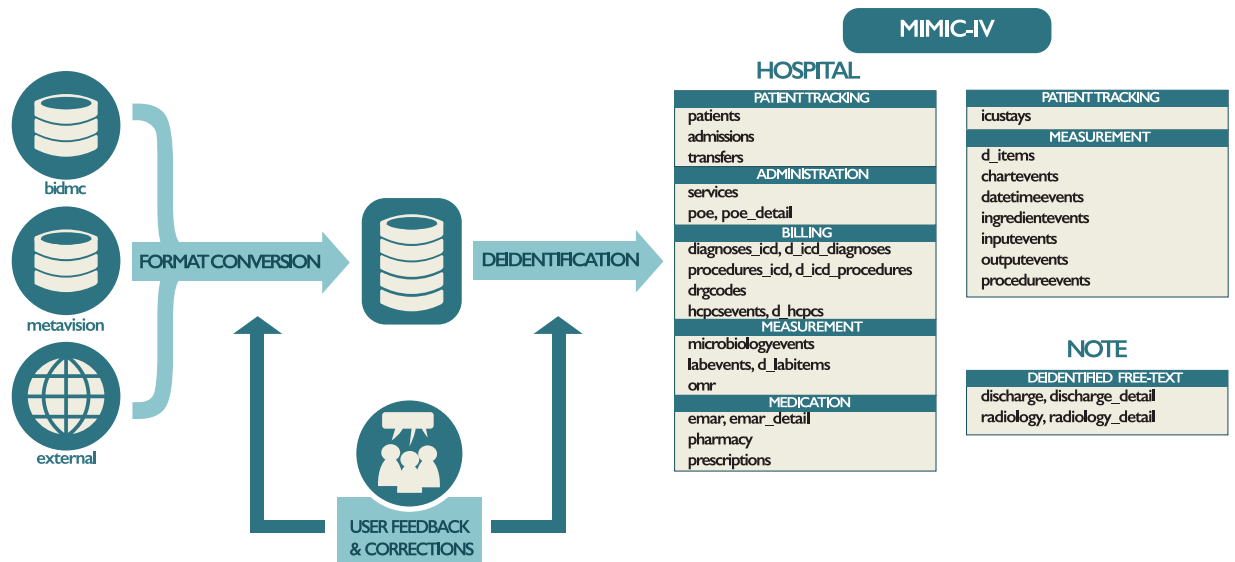 bidmc
metavision
external
FORMAT CONVERSION
DEIDENTIFICATION
USER FEEDBACK
& CORRECTIONS
MIMIC-IV
HOSPITAL
PATIENT TRACKING
patients
admissions
transfers
ADMINISTRATION
services
poe, poe_detail
BILLING
diagnoses_icd, d_icd_diagnoses
procedures_icd, d_icd_procedures
drgcodes
hcpcsevents, d_hcpcs
MEASUREMENT
microbiologyevents
labevents, d_labitems
omr
MEDICATION
emar, emar_detail
pharmacy
prescriptions
PATIENT TRACKING
icustays
MEASUREMENT
d_items
chartevents
datetimeevents
ingredientevents
inputevents
outputevents
procedureevents
NOTE
DEIDENTIFIED FREE-TEXT
discharge, discharge_detail
radiology, radiology_detail